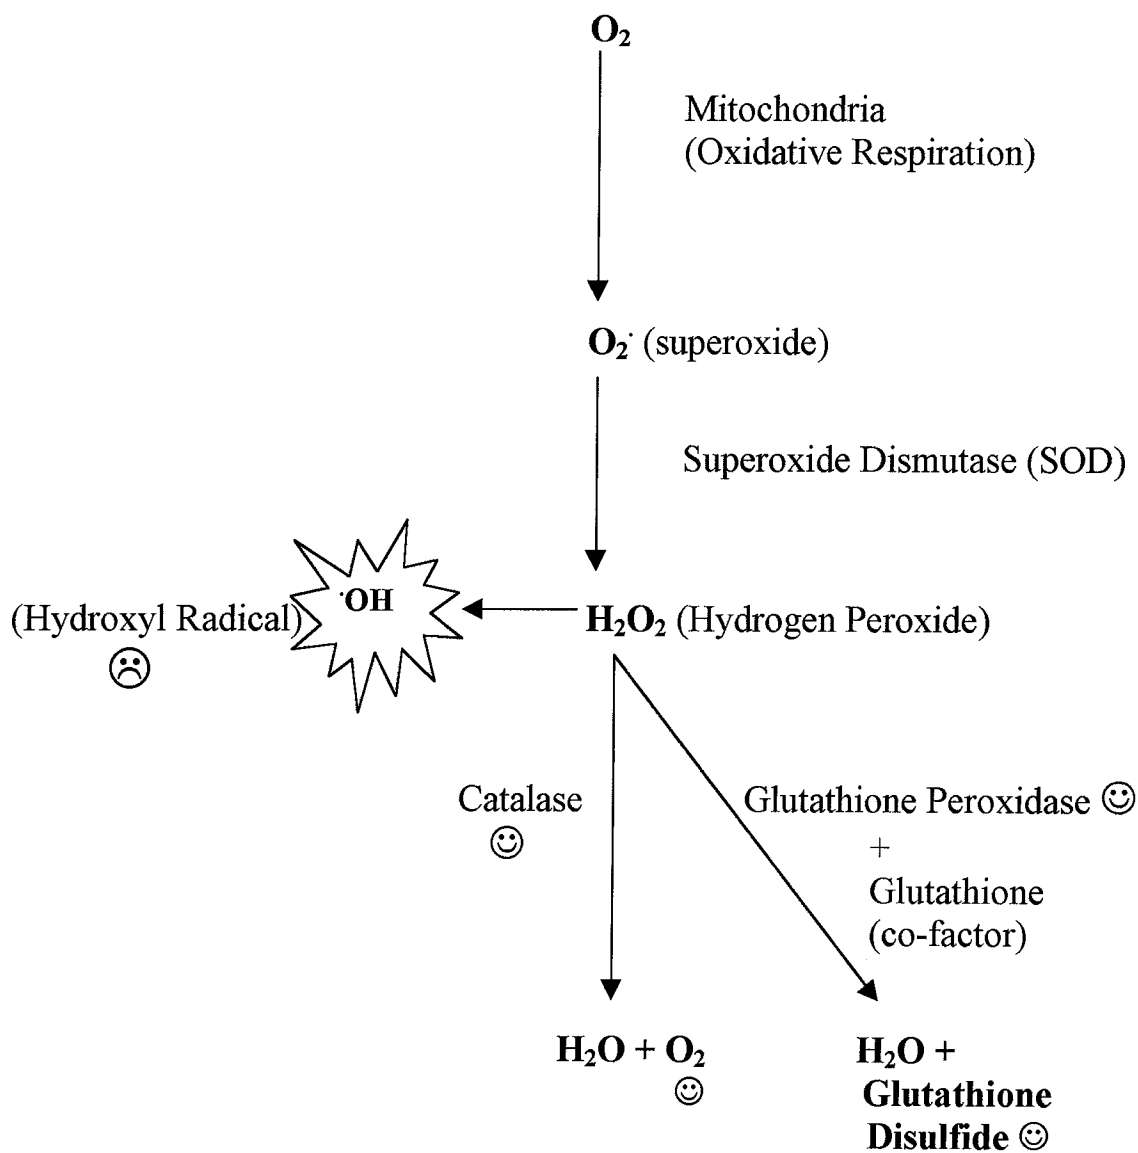 O₂
Mitochondria
(Oxidative Respiration)
O₂˙ (superoxide)
Superoxide Dismutase (SOD)
(Hydroxyl Radical)
˙OH
H₂O₂ (Hydrogen Peroxide)
☹
Catalase
☺
Glutathione Peroxidase ☺
+
Glutathione
(co-factor)
H₂O + O₂
☺
H₂O +
Glutathione
Disulfide ☺